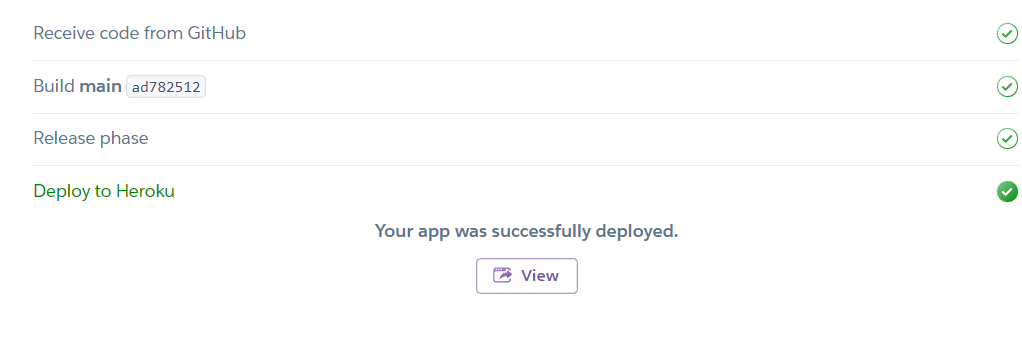 Receive code from GitHub
Build main ad782512
Release phase
Deploy to Heroku
Your app was successfully deployed.
View